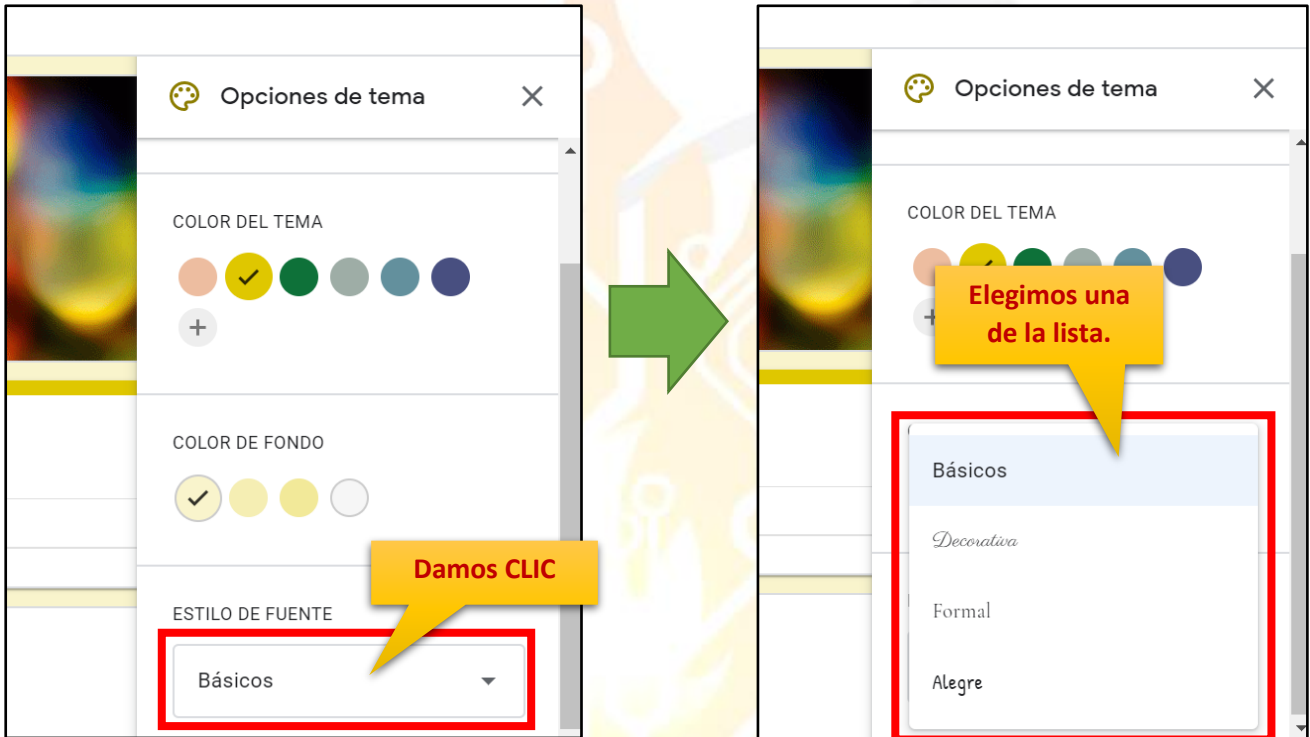 Opciones de tema
COLOR DEL TEMA
COLOR DE FONDO
Damos CLIC
ESTILO DE FUENTE
Básicos
Opciones de tema
COLOR DEL TEMA
Elegimos una
de la lista.
Básicos
Decorativa
Formal
Alegre